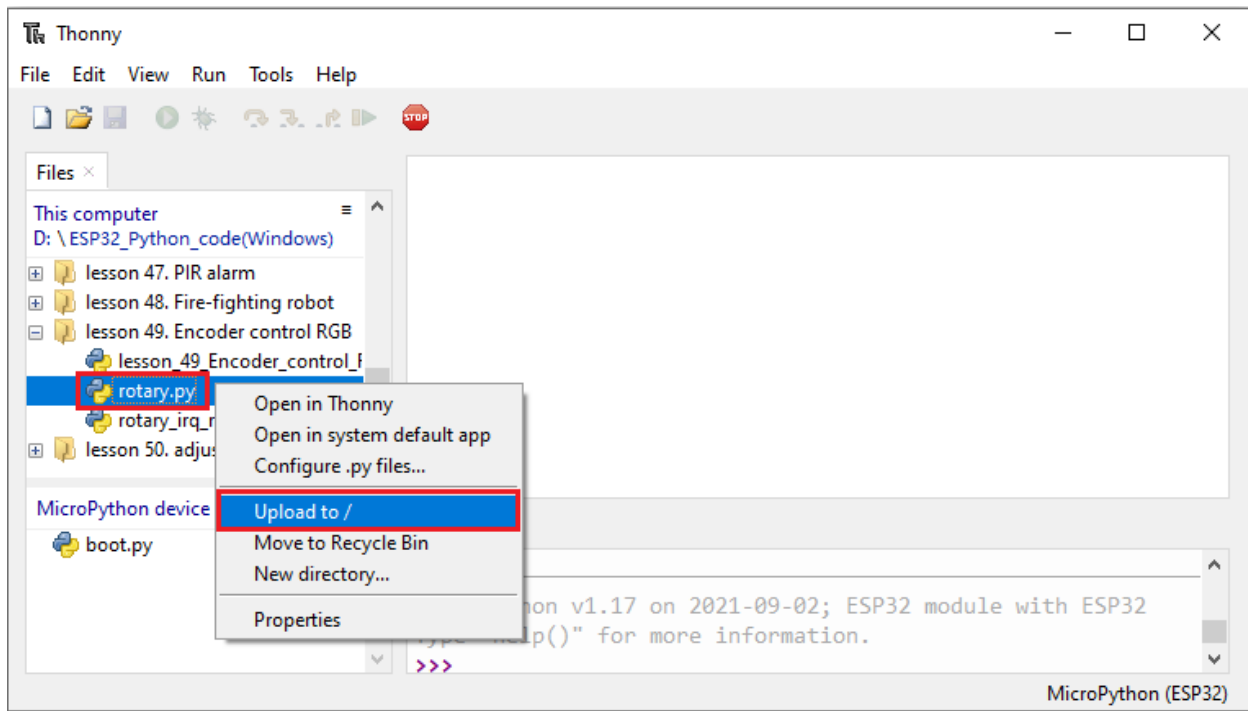 Thonny
File Edit View Run Tools Help
STOP
Files
This computer
D: \ ESP32_Python_code(Windows)
lesson 47. PIR alarm
lesson 48. Fire-fighting robot
lesson 49. Encoder control RGB
lesson_49_Encoder_control_
rotary.py
rotary_irq_
lesson 50.
Open in Thonny
Open in system default app
Configure .py files...
Upload to /
Move to Recycle Bin
New directory...
Properties
MicroPython device
boot.py
v1.17 on 2021-09-02; ESP32 module with ESP32
for more information.
>>>
MicroPython (ESP32)